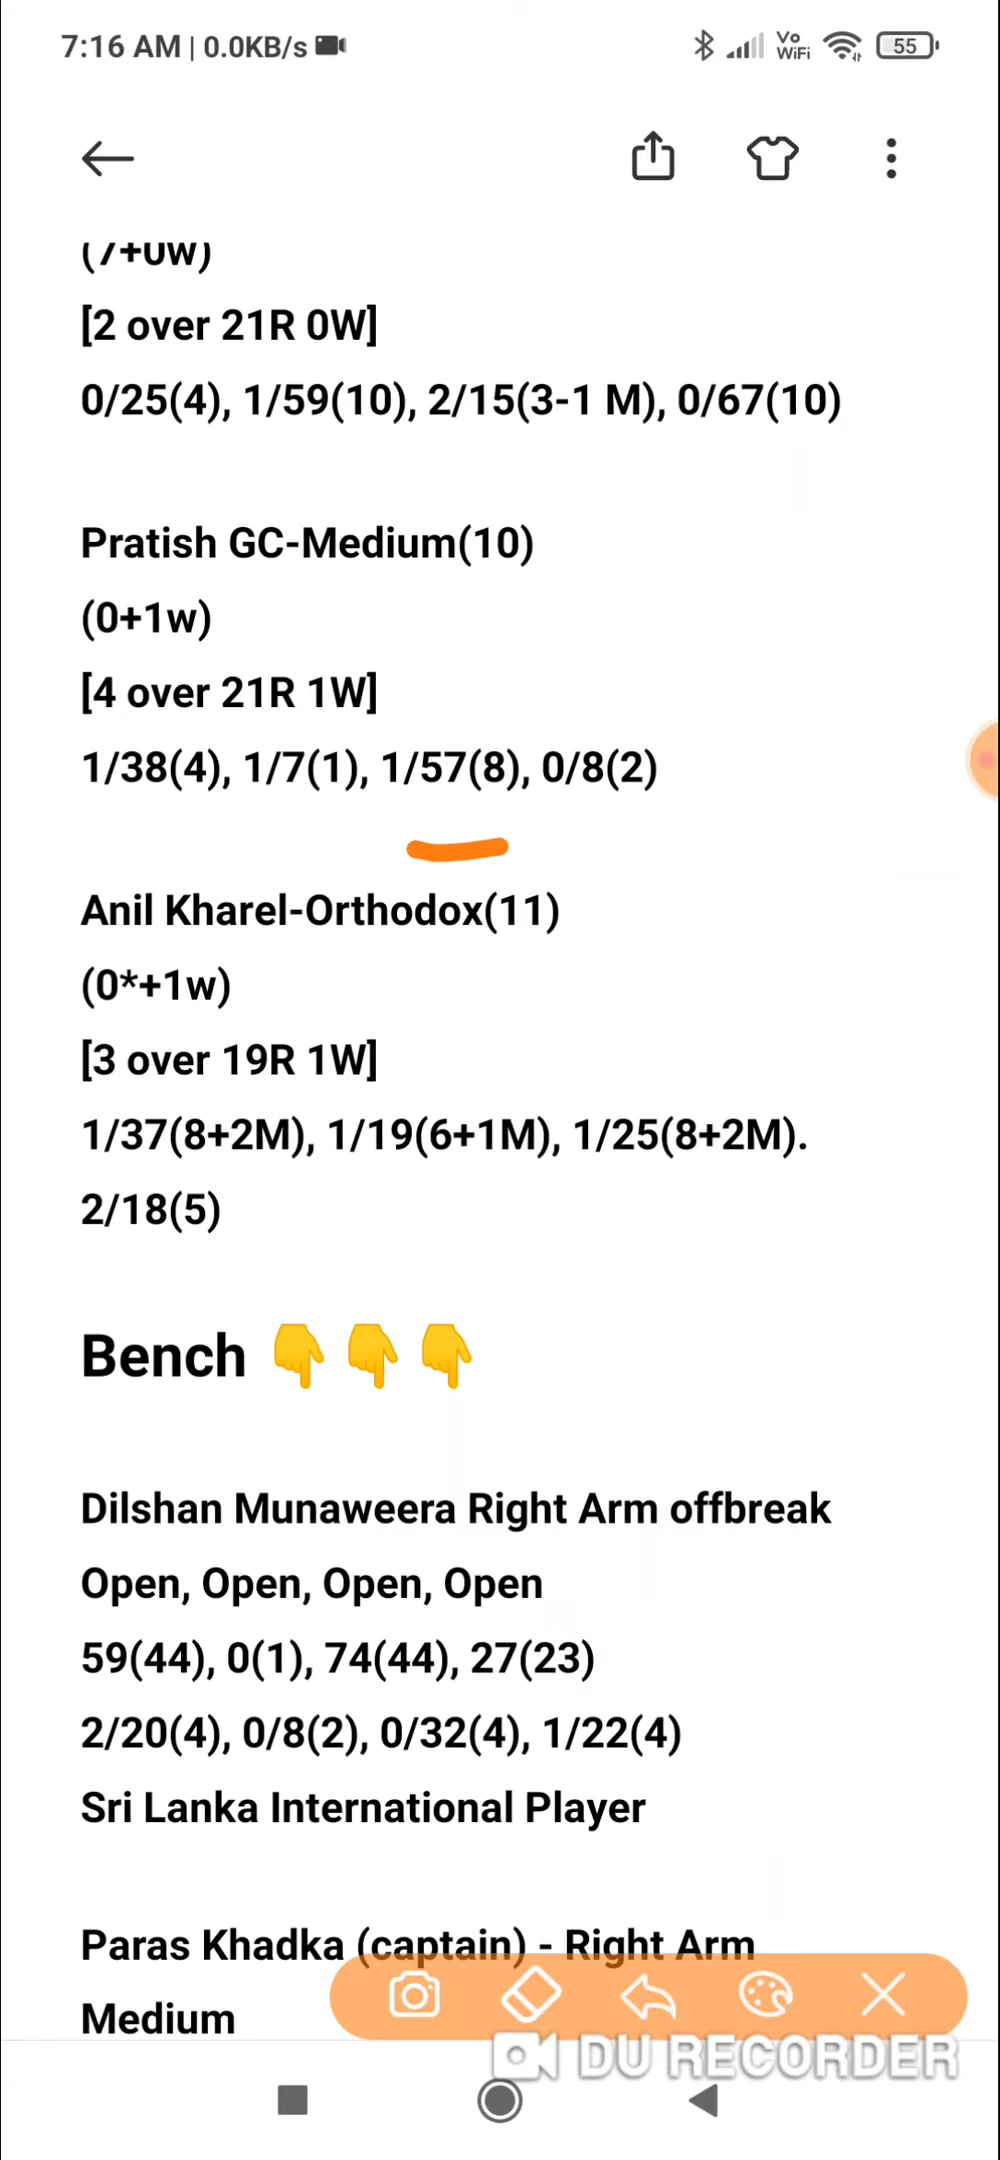 7:16 AM | 0.0KB/s
Vo
WiFi
55
(7+0w)
[2 over 21R 0W]
0/25(4), 1/59(10), 2/15(3-1 M), 0/67(10)
Pratish GC-Medium(10)
(0+1w)
[4 over 21R 1W]
1/38(4), 1/7(1), 1/57(8), 0/8(2)
Anil Kharel-Orthodox(11)
(0*+1w)
[3 over 19R 1W]
1/37(8+2M), 1/19(6+1M), 1/25(8+2M).
2/18(5)
Bench 👇👇👇
Dilshan Munaweera Right Arm offbreak
Open, Open, Open, Open
59(44), 0(1), 74(44), 27(23)
2/20(4), 0/8(2), 0/32(4), 1/22(4)
Sri Lanka International Player
Paras Khadka (captain) - Right Arm
Medium
DU RECORDER